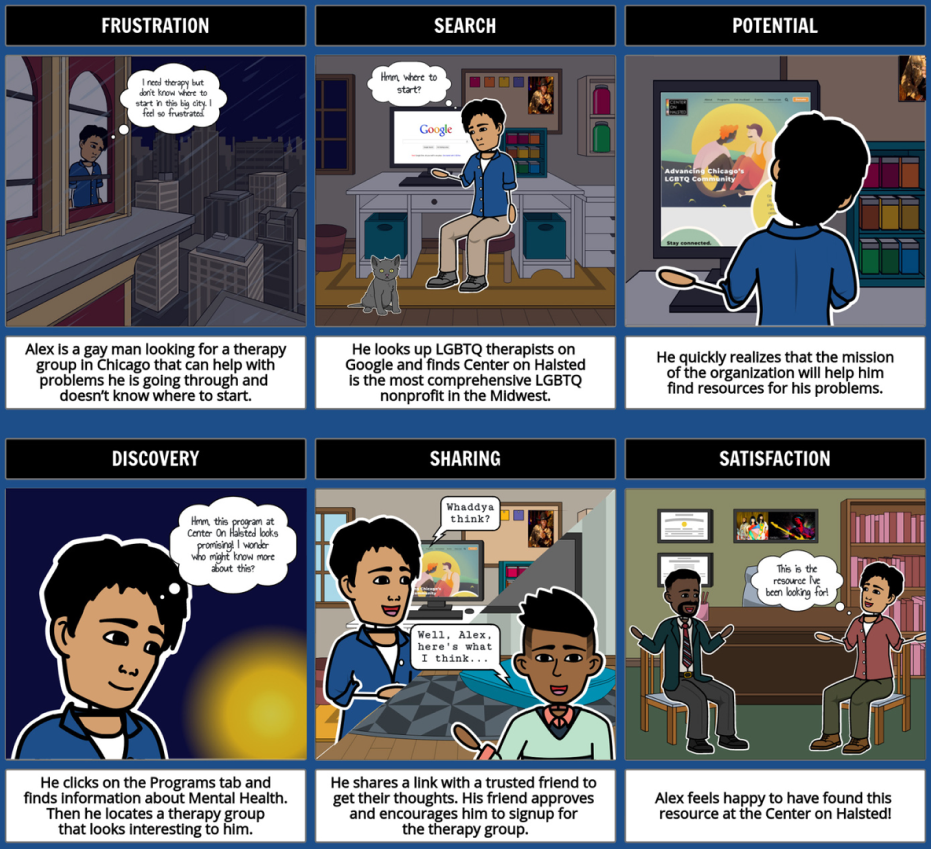 FRUSTRATION
SEARCH
POTENTIAL
I need therapy but
don't know where to
start in this big city. I
feel so frustrated.
Hmm, where to
start?
Google
CENTER
ON
HALSTED
Advancing Chicago's
LGBTQ Community
Stay connected.
Alex is a gay man looking for a therapy
group in Chicago that can help with
problems he is going through and
doesn't know where to start.
He looks up LGBTQ therapists on
Google and finds Center on Halsted
is the most comprehensive LGBTQ
nonprofit in the Midwest.
He quickly realizes that the mission
of the organization will help him
find resources for his problems.
DISCOVERY
SHARING
SATISFACTION
Hmm, this program at
Center On Halsted looks
promising! I wonder
who might know more
about this?
Whaddya
think?
Well, Alex,
here's what
I think...
This is the
resource I've
been looking for!
He clicks on the Programs tab and
finds information about Mental Health.
Then he locates a therapy group
that looks interesting to him.
He shares a link with a trusted friend to
get their thoughts. His friend approves
and encourages him to signup for
the therapy group.
Alex feels happy to have found this
resource at the Center on Halsted!